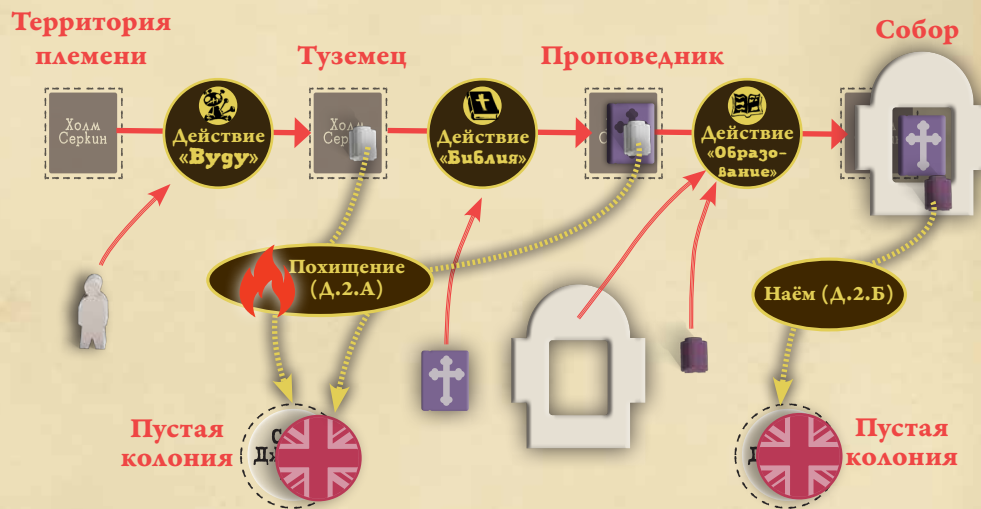 Территория
племени
Туземец
Проповедник
Собор
Холм
Серкин
Действие
«Вуду»
Холм
Действие
«Библия»
Действие
«Образо-
вание»
Похищение
(Д.2.А)
Наём (Д.2.Б)
Пустая
колония
Пустая
колония